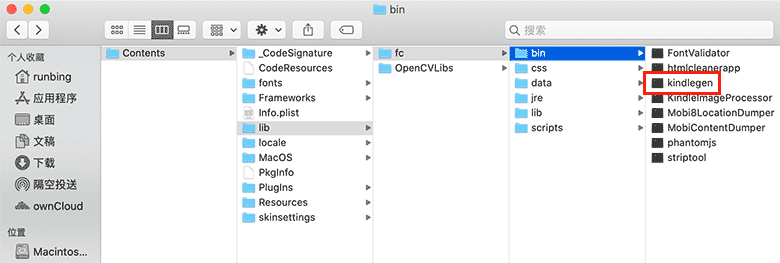 bin
搜索
个人收藏
runbing
应用程序
桌面
文稿
下载
隔空投送
ownCloud
位置
Macintos...
Contents
_CodeSignature
CodeResources
fonts
Frameworks
Info.plist
lib
locale
MacOS
PkgInfo
PlugIns
Resources
skinsettings
fc
OpenCVLibs
bin
css
data
jre
lib
scripts
FontValidator
htmlcleanerapp
kindlegen
KindleImageProcessor
Mobi8LocationDumper
MobiContentDumper
phantomjs
striptool